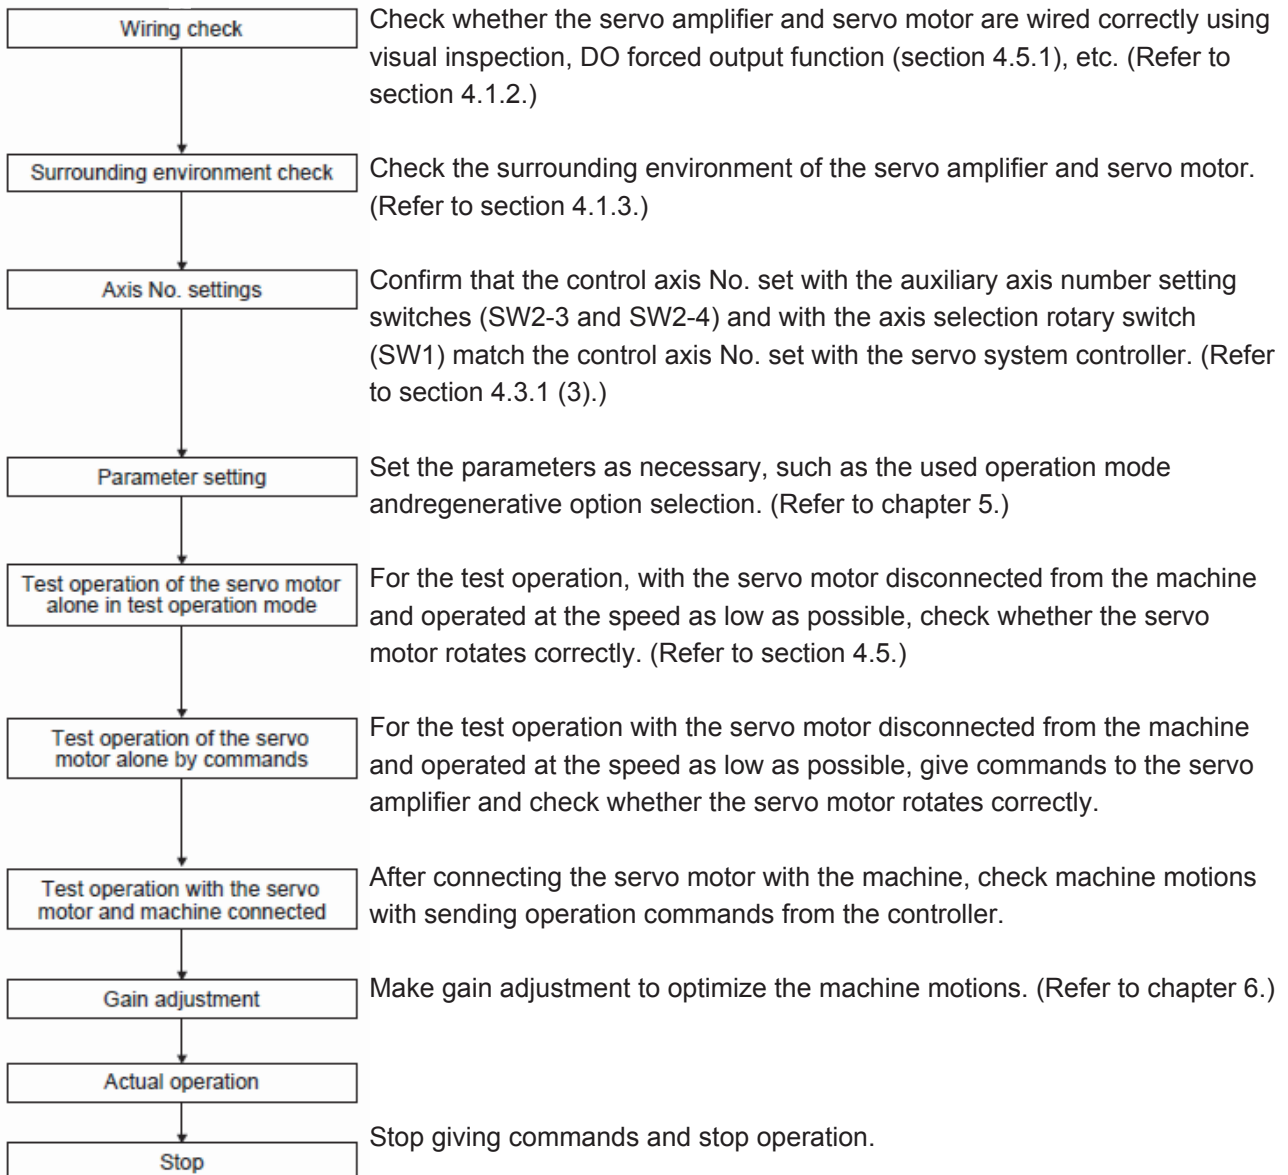 Wiring check
Check whether the servo amplifier and servo motor are wired correctly using
visual inspection, DO forced output function (section 4.5.1), etc. (Refer to
section 4.1.2.)
Surrounding environment check
Check the surrounding environment of the servo amplifier and servo motor.
(Refer to section 4.1.3.)
Axis No. settings
Confirm that the control axis No. set with the auxiliary axis number setting
switches (SW2-3 and SW2-4) and with the axis selection rotary switch
(SW1) match the control axis No. set with the servo system controller. (Refer
to section 4.3.1 (3).)
Parameter setting
Set the parameters as necessary, such as the used operation mode
andregenerative option selection. (Refer to chapter 5.)
Test operation of the servo motor
alone in test operation mode
For the test operation, with the servo motor disconnected from the machine
and operated at the speed as low as possible, check whether the servo
motor rotates correctly. (Refer to section 4.5.)
Test operation of the servo
motor alone by commands
For the test operation with the servo motor disconnected from the machine
and operated at the speed as low as possible, give commands to the servo
amplifier and check whether the servo motor rotates correctly.
Test operation with the servo
motor and machine connected
After connecting the servo motor with the machine, check machine motions
with sending operation commands from the controller.
Gain adjustment
Make gain adjustment to optimize the machine motions. (Refer to chapter 6.)
Actual operation
Stop
Stop giving commands and stop operation.